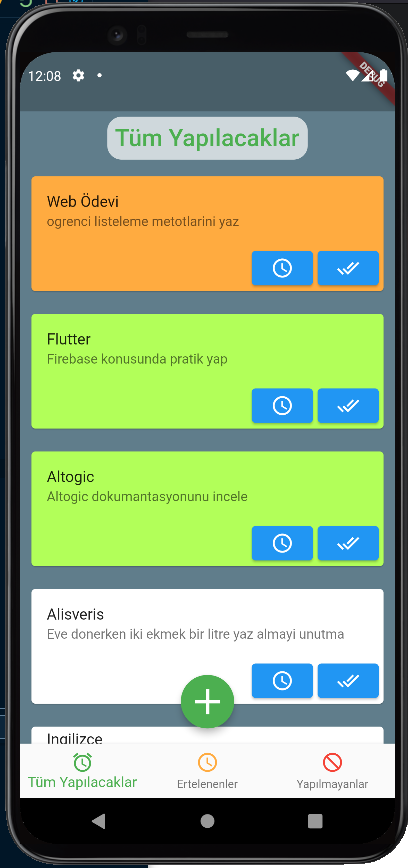 12:08
DEBUG
Tüm Yapılacaklar
Web Ödevi
ogrenci listeleme metotlarini yaz
Flutter
Firebase konusunda pratik yap
Altogic
Altogic dokumantasyonunu incele
Alisveris
Eve donerken iki ekmek bir litre yaz almayi unutma
Ingilizce
Tüm Yapılacaklar
Ertelenenler
Yapılmayanlar